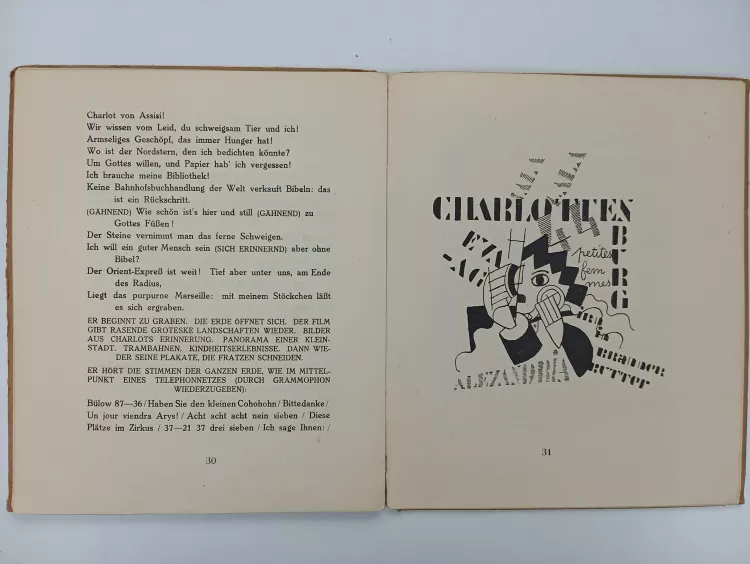 Charlot von Assisi!
Wir wissen vom Leid, du schweigsam Tier und ich!
Armseliges Geschöpf, das immer Hunger hat!
Wo ist der Nordstern, den ich bedichten könnte?
Um Gottes willen, und Papier hab' ich vergessen!
Ich brauche meine Bibliothek!
Keine Bahnhofsbuchhandlung der Welt verkauft Bibeln: das
ist ein Rückschritt.
(GÄHNEND) Wie schön ist's hier und still (GÄHNEND) zu
Gottes Füßen!
Der Steine vernimmt man das ferne Schweigen.
Ich will ein guter Mensch sein (SICH ERINNERND) aber ohne
Bibel?
Der Orient-Expreß ist weit! Tief aber unter uns, am Ende
des Radius,
Liegt das purpurne Marseille: mit meinem Stöckchen läßt
es sich ergraben.
ER BEGINNT ZU GRABEN. DIE ERDE ÖFFNET SICH. DER FILM
GIBT RASENDE GROTESKE LANDSCHAFTEN WIEDER. BILDER
AUS CHARLOTS ERINNERUNG. PANORAMA EINER KLEIN-
STADT. TRAMBAHNEN. KINDHEITSERLEBNISSE. DANN WIE-
DER SEINE PLAKATE, DIE FRATZEN SCHNEIDEN.
ER HÖRT DIE STIMMEN DER GANZEN ERDE, WIE IM MITTEL-
PUNKT EINES TELEPHONNETZES (DURCH GRAMMOPHON
WIEDERZUGEBEN):
Bülow 87—36 / Haben Sie den kleinen Cohohohn / Bittedanke /
Un jour viendra Arys! / Acht acht acht nein sieben / Diese
Plätze im Zirkus / 37—21 37 drei sieben / Ich sage Ihnen: /
30
CHARLOTTEN
BURG
petites
fem
mes
31